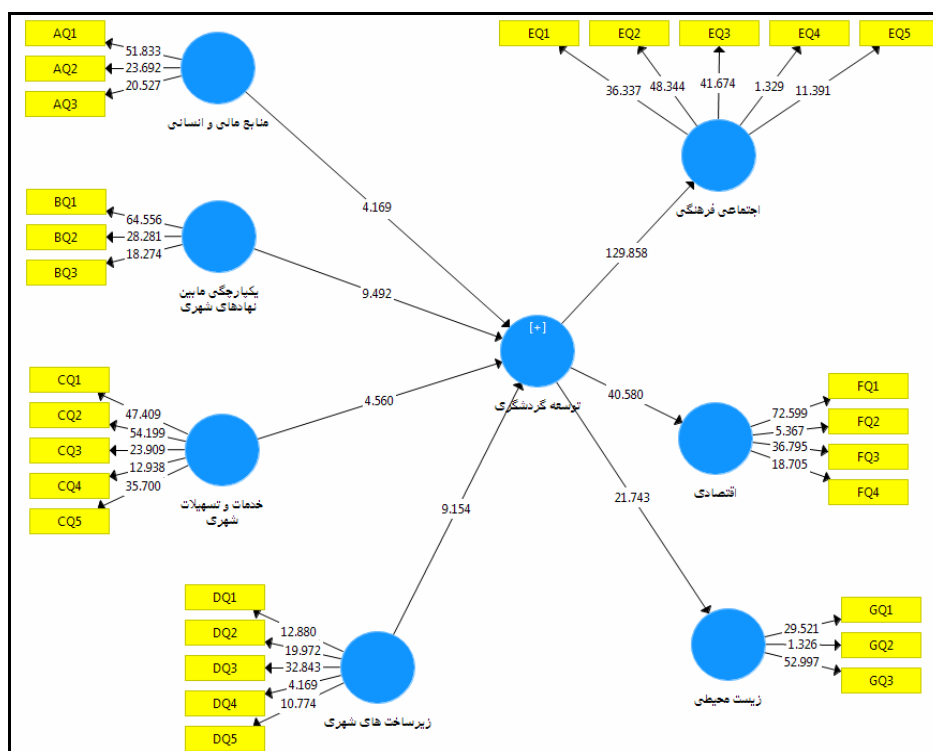 AQ1
AQ2
AQ3
51.833
23.692
20.527
منابع مالی و انسانی
EQ1
EQ2
EQ3
EQ4
EQ5
36.337
48.344
41.674
1.329
11.391
اجتماعی فرهنگی
BQ1
BQ2
BQ3
64.556
28.281
18.274
یکپارچگی مابین
نهادهای شهری
4.169
9.492
129.858
[+]
توسعه گردشگری
CQ1
CQ2
CQ3
CQ4
CQ5
47.409
54.199
23.909
12.938
35.700
خدمات و تسهیلات
شهری
4.560
40.580
FQ1
FQ2
FQ3
FQ4
72.599
5.367
36.795
18.705
اقتصادی
9.154
21.743
DQ1
DQ2
DQ3
DQ4
DQ5
12.880
19.972
32.843
4.169
10.774
زیرساخت های شهری
GQ1
GQ2
GQ3
29.521
1.326
52.997
زیست محیطی